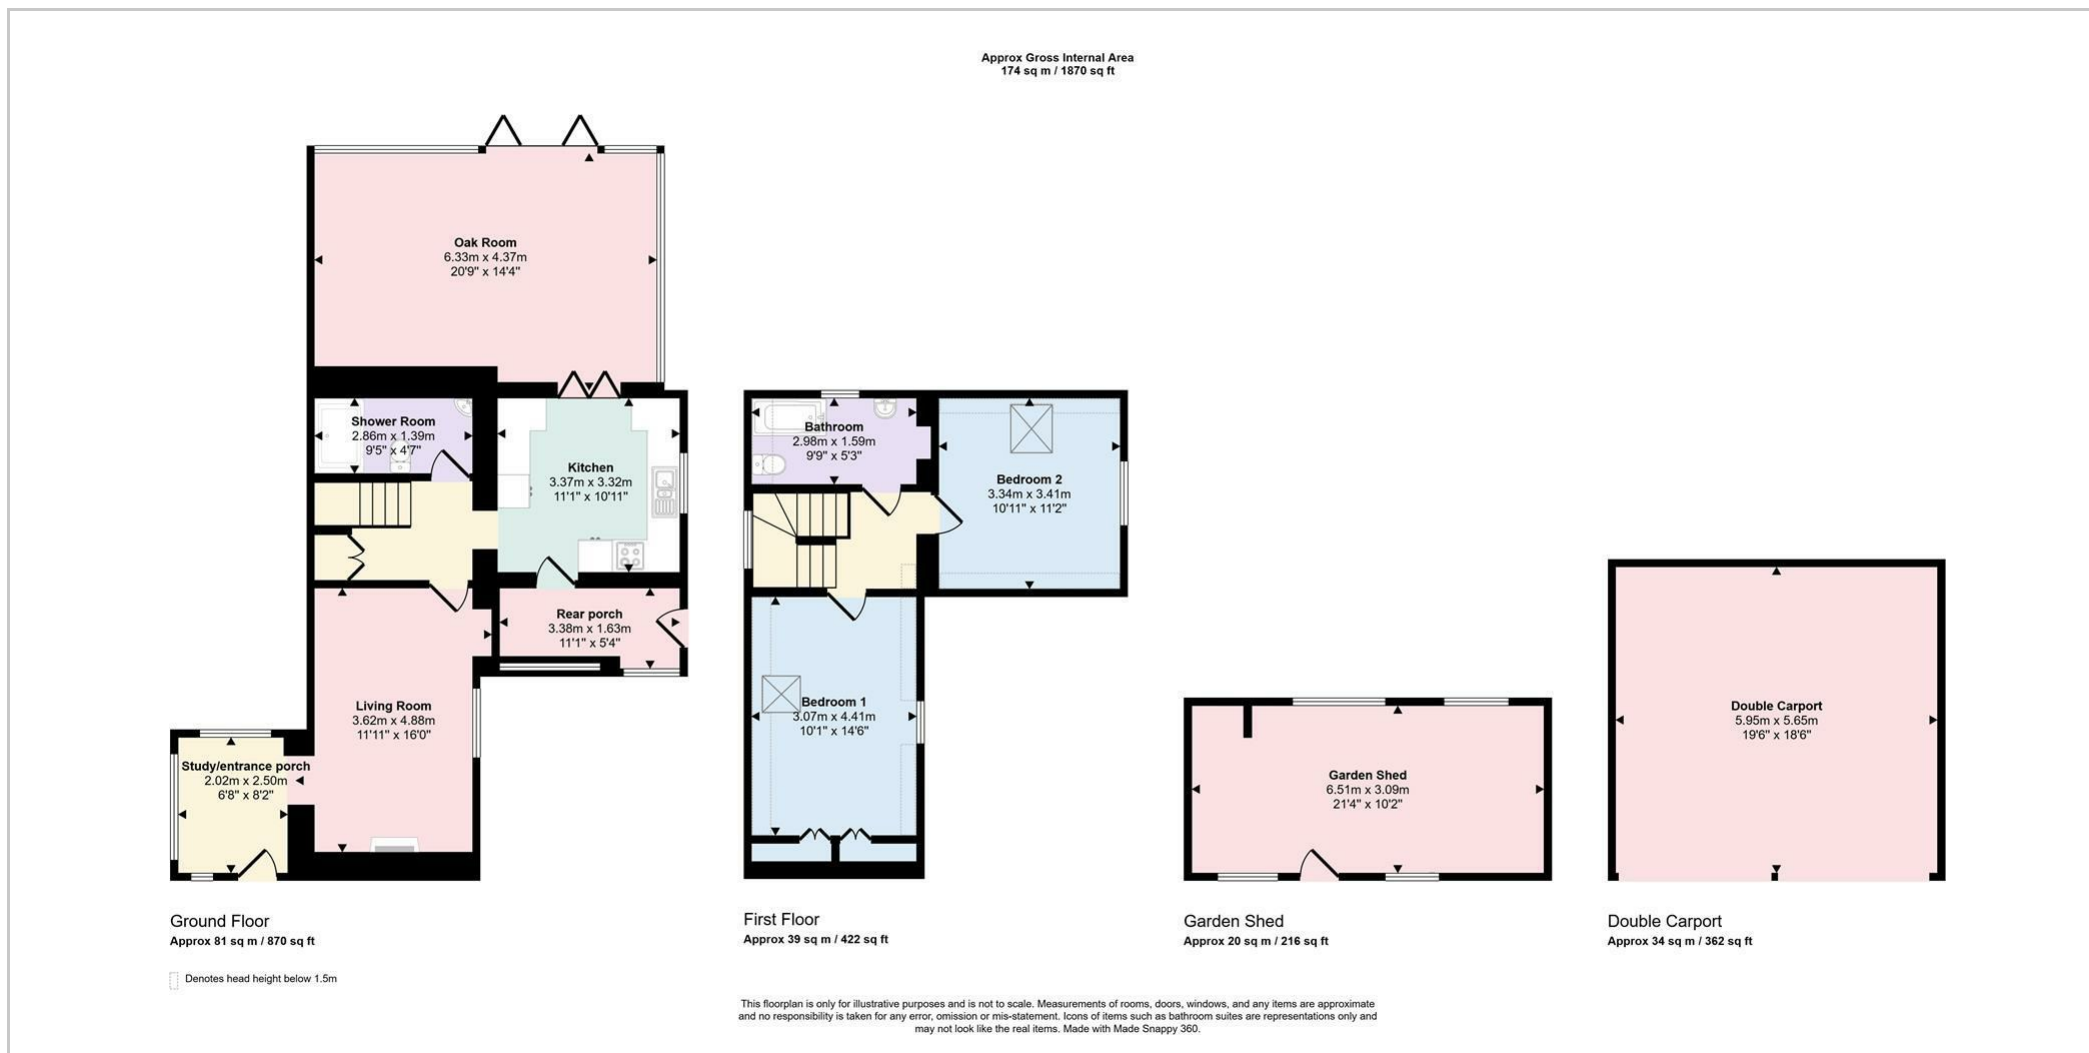 Approx Gross Internal Area
174 sq m / 1870 sq ft
Oak Room
6.33m x 4.37m
20'9" x 14'4"
Shower Room
2.86m x 1.39m
9'5" x 4'7"
Kitchen
3.37m x 3.32m
11'1" x 10'11"
Rear porch
3.38m x 1.63m
11'1" x 5'4"
Living Room
3.62m x 4.88m
11'11" x 16'0"
Study/entrance porch
2.02m x 2.50m
6'8" x 8'2"
Ground Floor
Approx 81 sq m / 870 sq ft
Denotes head height below 1.5m
Bathroom
2.98m x 1.59m
9'9" x 5'3"
Bedroom 2
3.34m x 3.41m
10'11" x 11'2"
Bedroom 1
3.07m x 4.41m
10'1" x 14'6"
First Floor
Approx 39 sq m / 422 sq ft
Garden Shed
6.51m x 3.09m
21'4" x 10'2"
Garden Shed
Approx 20 sq m / 216 sq ft
Double Carport
5.95m x 5.65m
19'6" x 18'6"
Double Carport
Approx 34 sq m / 362 sq ft
This floorplan is only for illustrative purposes and is not to scale. Measurements of rooms, doors, windows, and any items are approximate
and no responsibility is taken for any error, omission or mis-statement. Icons of items such as bathroom suites are representations only and
may not look like the real items. Made with Made Snappy 360.